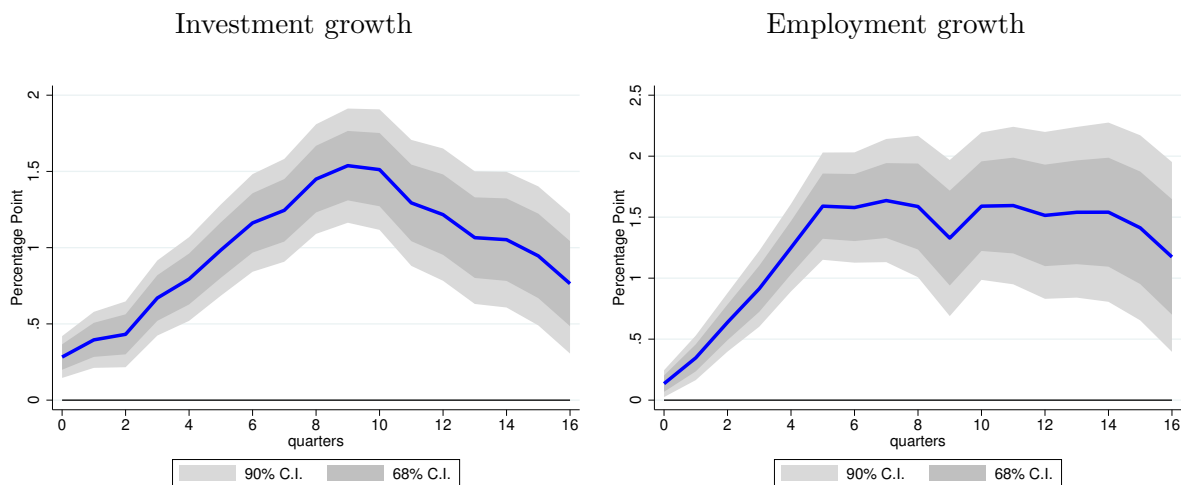 Investment growth
Percentage Point
2
1.5
1
.5
0
0 2 4 6 8 10 12 14 16
quarters
90% C.I. 68% C.I.
Employment growth
Percentage Point
2.5
2
1.5
1
.5
0
0 2 4 6 8 10 12 14 16
quarters
90% C.I. 68% C.I.